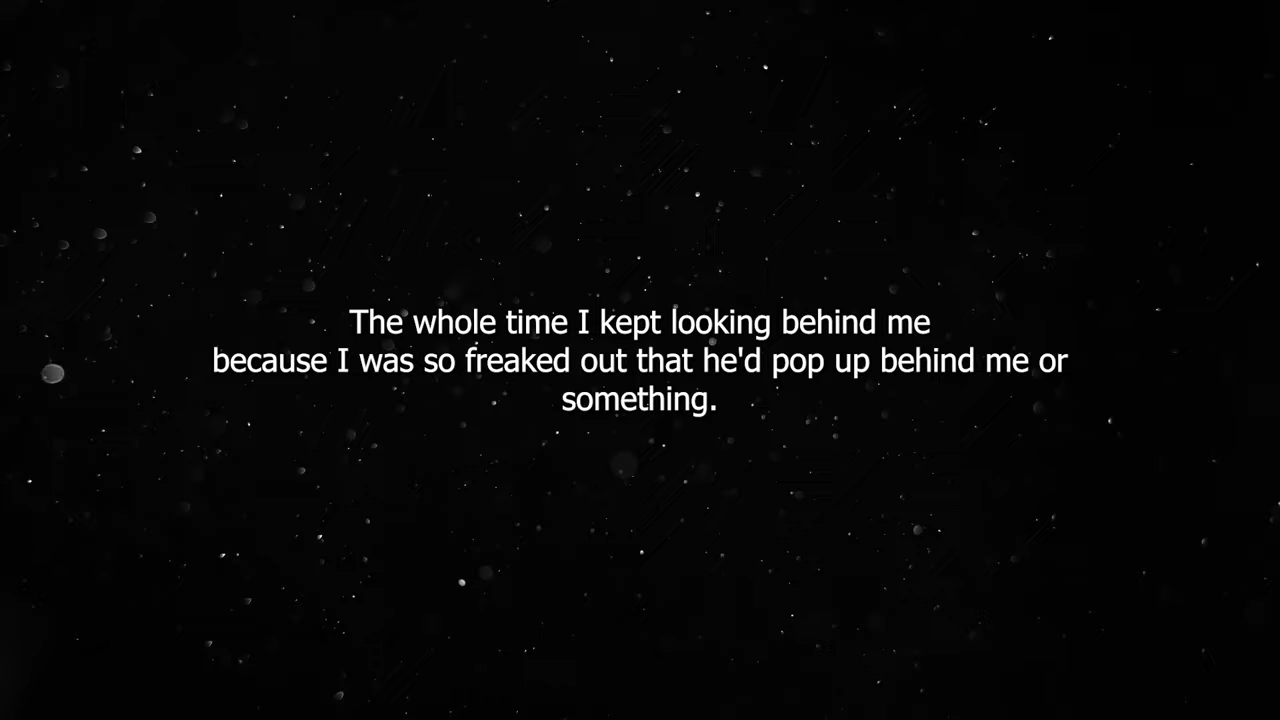 The whole time I kept looking behind me
because I was so freaked out that he'd pop up behind me or
something.